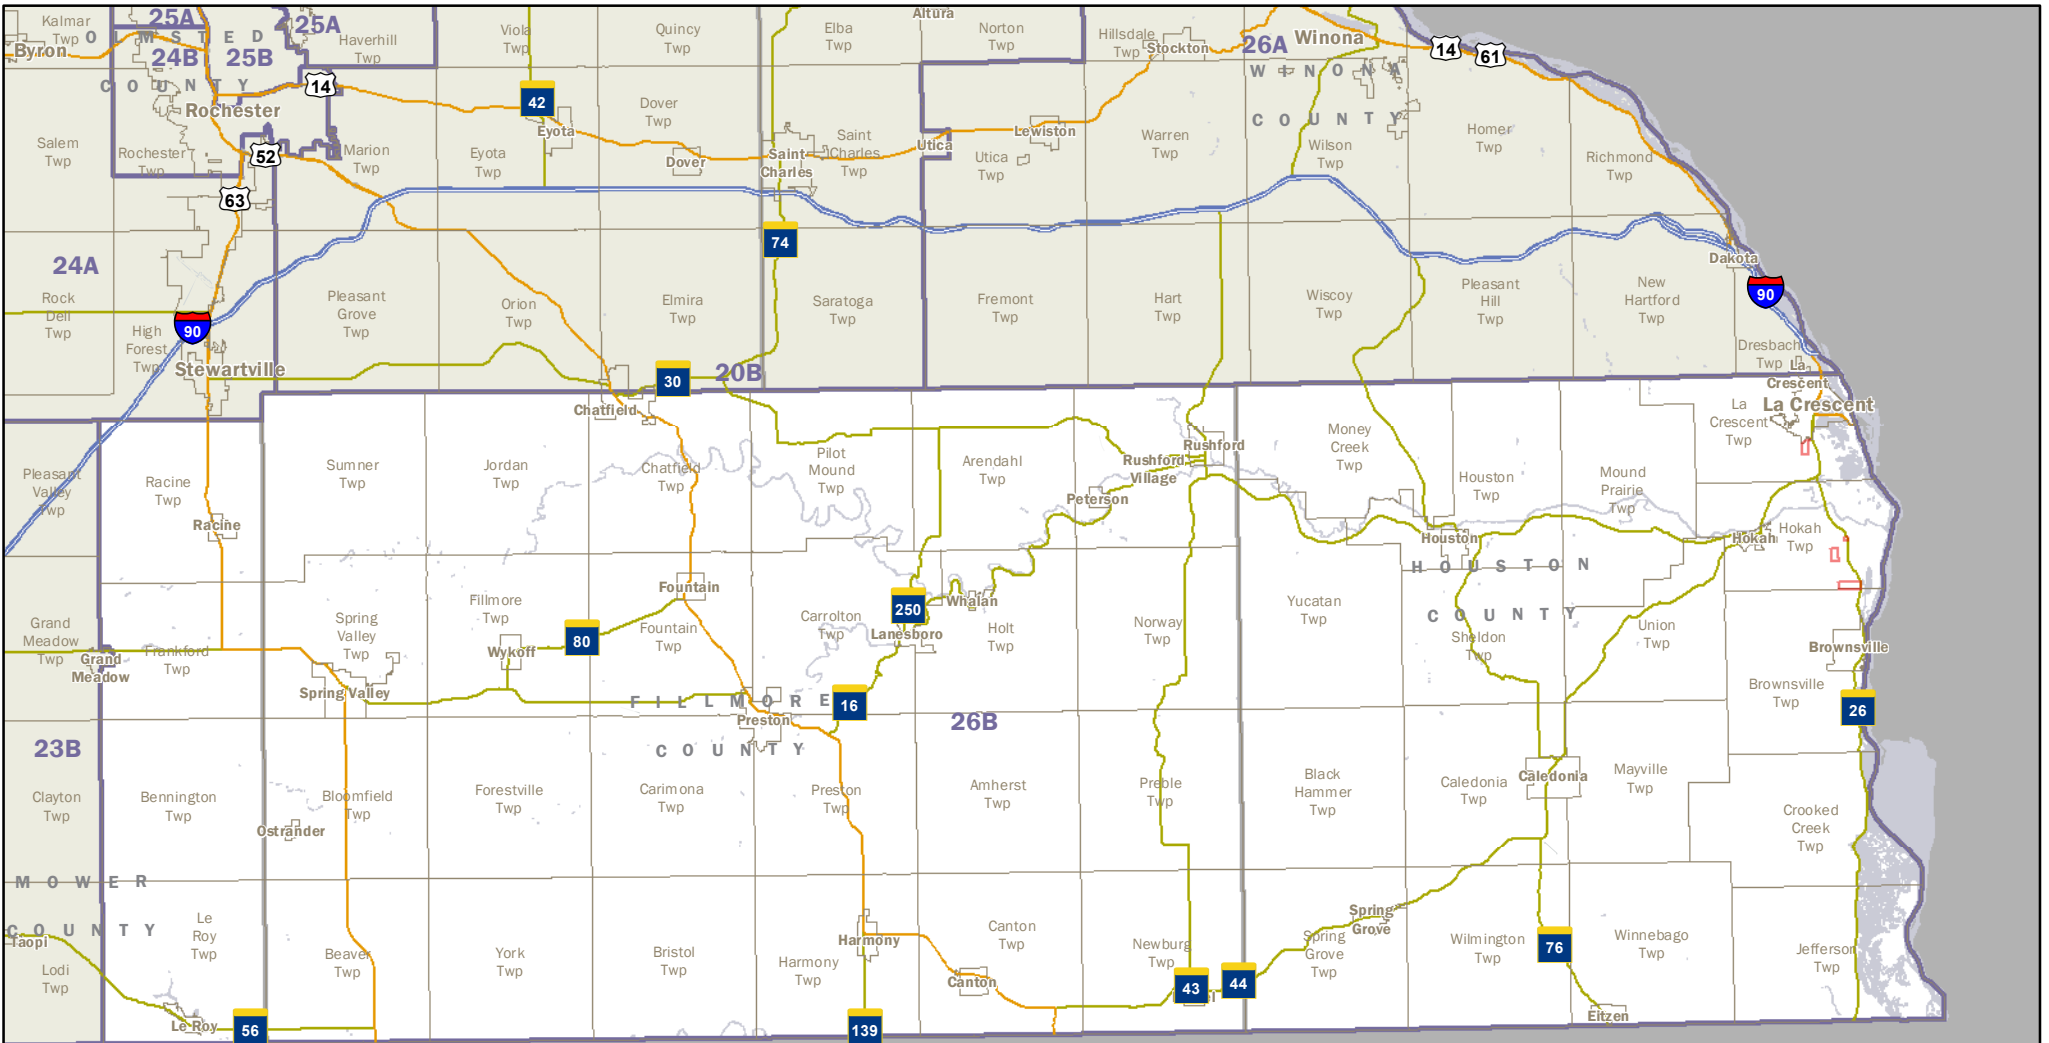 Kalmar
Twp
Byron
O L M S T E D
C O U N T Y
25A
24B
25B
25A
Haverhill
Twp
14
Rochester
Viola
Twp
Quincy
Twp
Elba
Twp
Altura
Norton
Twp
Hillsdale
Twp
Stockton
26A
Winona
W I N O N A
C O U N T Y
14
61
42
Dover
Twp
Eyota
Salem
Twp
Rochester
Twp
52
Marion
Twp
Eyota
Twp
Dover
Saint
Charles
Saint
Charles
Twp
Utica
Lewiston
Utica
Twp
Warren
Twp
Wilson
Twp
Homer
Twp
Richmond
Twp
63
74
24A
Rock
Dell
Twp
High
Forest
Twp
90
Stewartville
Pleasant
Grove
Twp
Orion
Twp
Elmira
Twp
Saratoga
Twp
Fremont
Twp
Hart
Twp
Wiscoy
Twp
Pleasant
Hill
Twp
New
Hartford
Twp
Dakota
90
Dresbach
Twp
La
Crescent
30
20B
Chatfield
La Crescent
La
Crescent
Twp
Pleasant
Valley
Twp
Racine
Twp
Racine
Sumner
Twp
Jordan
Twp
Chatfield
Twp
Pilot
Mound
Twp
Arendahl
Twp
Rushford
Rushford
Village
Peterson
Money
Creek
Twp
Houston
Twp
Mound
Prairie
Twp
Houston
Hokah
Hokah
Twp
H O U S T O N
C O U N T Y
Fountain
Fillmore
Twp
Spring
Valley
Twp
Wykoff
80
Fountain
Twp
Carrolton
Twp
250
Whalan
Lanesboro
Holt
Twp
Norway
Twp
Yucatan
Twp
Sheldon
Twp
Union
Twp
Brownsville
Brownsville
Twp
26
Grand
Meadow
Twp
Grand
Meadow
Frankford
Twp
Spring Valley
F I L L M O R E
C O U N T Y
16
Preston
26B
23B
Clayton
Twp
Bennington
Twp
Bloomfield
Twp
Ostrander
Forestville
Twp
Carimona
Twp
Preston
Twp
Amherst
Twp
Preble
Twp
Black
Hammer
Twp
Caledonia
Twp
Caledonia
Mayville
Twp
Crooked
Creek
Twp
M O W E R
C O U N T Y
Taopi
Lodi
Twp
Le
Roy
Twp
Le Roy
56
Beaver
Twp
York
Twp
Bristol
Twp
Harmony
Harmony
Twp
139
Canton
Twp
Canton
Newburg
Twp
43
44
Spring
Grove
Spring
Grove
Twp
Wilmington
Twp
76
Winnebago
Twp
Eitzen
Jefferson
Twp